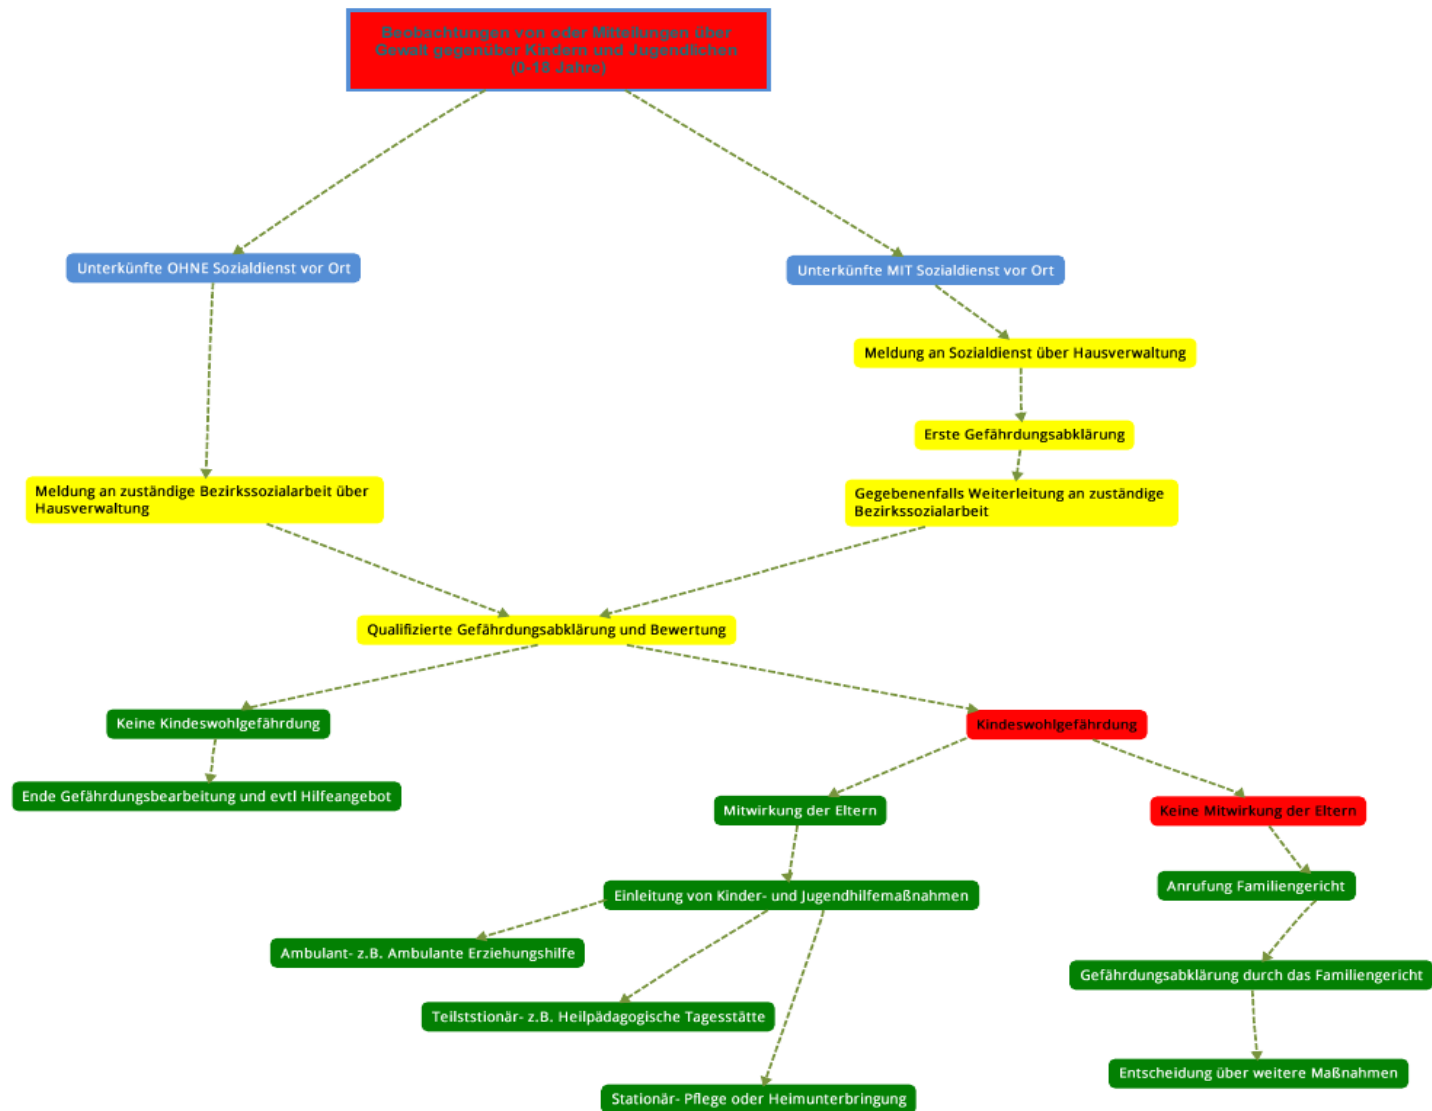 Beobachtungen von oder Mitteilungen über
Gewalt gegenüber Kindern und Jugendlichen
(0-18 Jahre)
Unterkünfte OHNE Sozialdienst vor Ort
Unterkünfte MIT Sozialdienst vor Ort
Meldung an Sozialdienst über Hausverwaltung
Erste Gefährdungsabklärung
Meldung an zuständige Bezirkssozialarbeit über
Hausverwaltung
Gegebenenfalls Weiterleitung an zuständige
Bezirkssozialarbeit
Qualifizierte Gefährdungsabklärung und Bewertung
Keine Kindeswohlgefährdung
Kindeswohlgefährdung
Ende Gefährdungsbearbeitung und evtl Hilfeangebot
Mitwirkung der Eltern
Keine Mitwirkung der Eltern
Anrufung Familiengericht
Einleitung von Kinder- und Jugendhilfemaßnahmen
Ambulant- z.B. Ambulante Erziehungshilfe
Gefährdungsabklärung durch das Familiengericht
Teilststionär- z.B. Heilpädagogische Tagesstätte
Entscheidung über weitere Maßnahmen
Stationär- Pflege oder Heimunterbringung